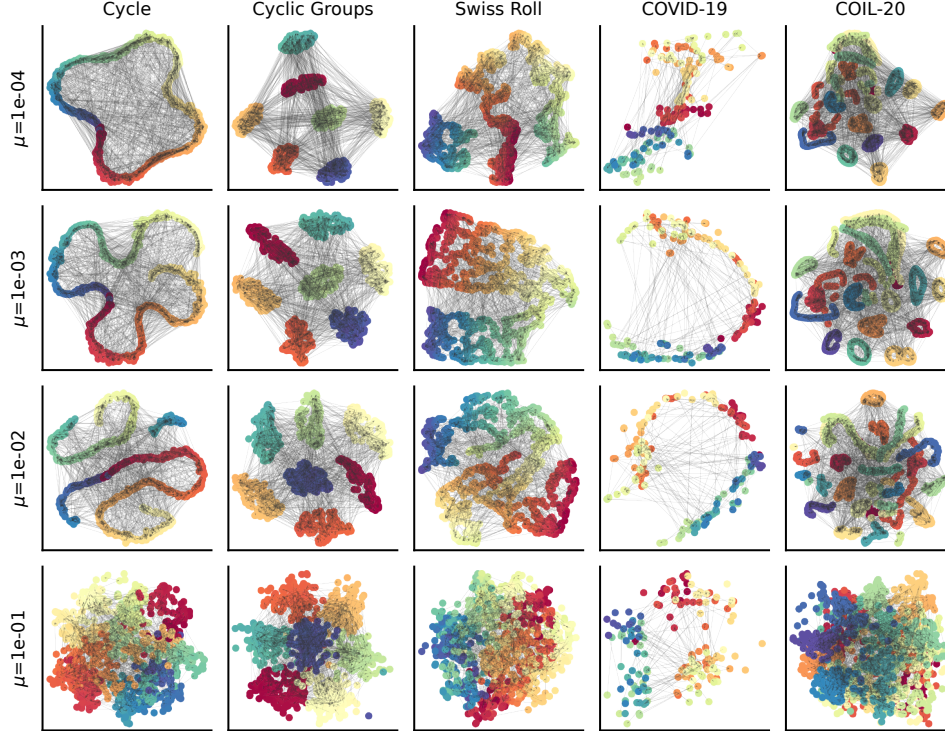 Cycle Cyclic Groups Swiss Roll COVID-19 COIL-20
μ=1e-04
μ=1e-03
μ=1e-02
μ=1e-01